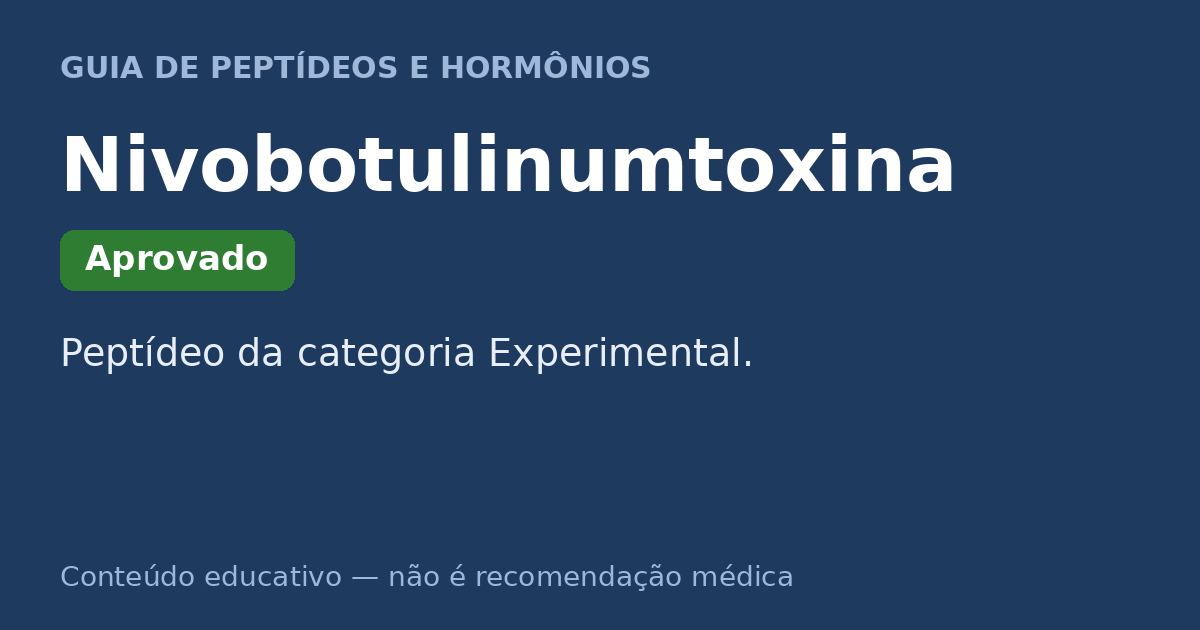 GUIA DE PEPTÍDEOS E HORMÔNIOS
Nivobotulinumtoxina
Aprovado
Peptídeo da categoria Experimental.
Conteúdo educativo — não é recomendação médica